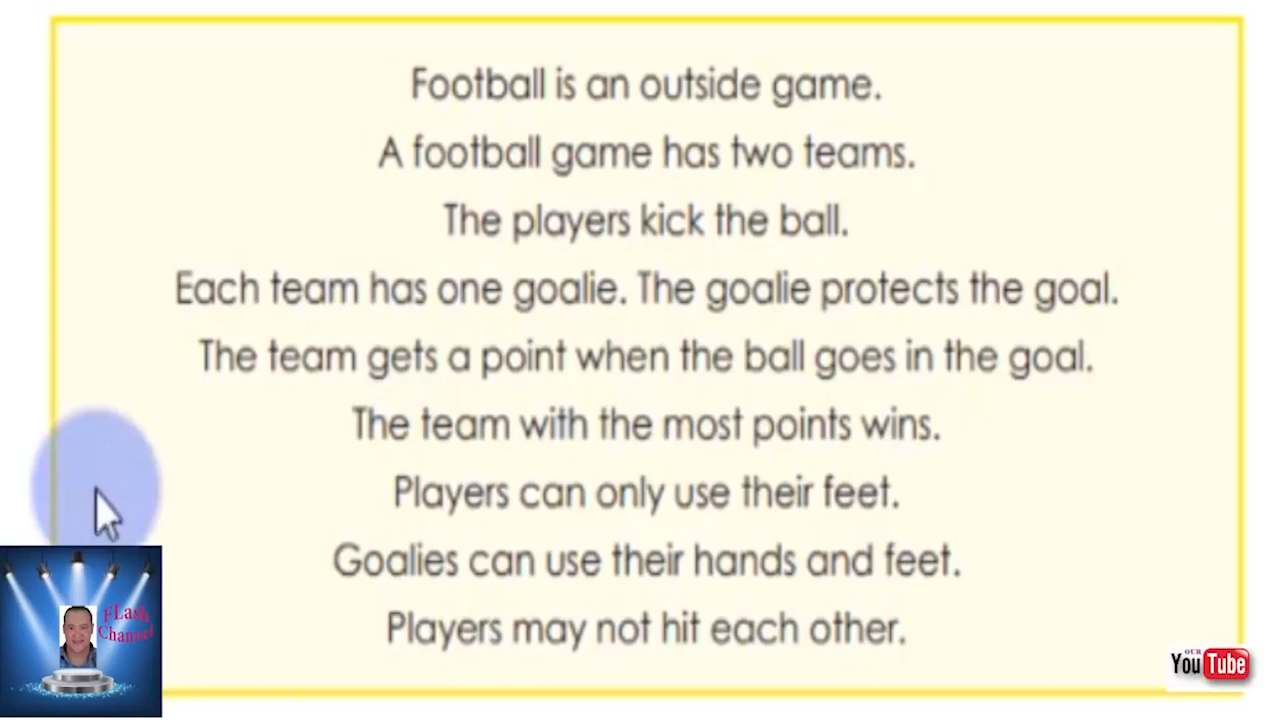 Football is an outside game.
A football game has two teams.
The players kick the ball.
Each team has one goalie. The goalie protects the goal.
The team gets a point when the ball goes in the goal.
The team with the most points wins.
Players can only use their feet.
Goalies can use their hands and feet.
Players may not hit each other.
FLash
Channel
OUR
YouTube